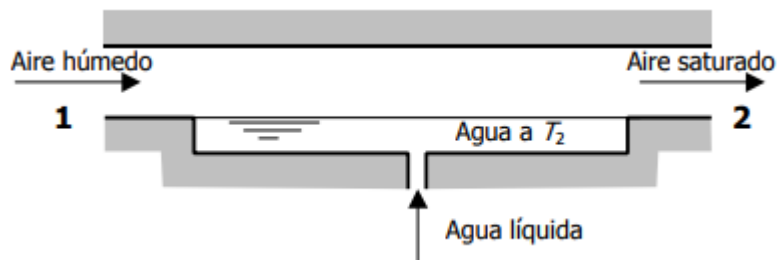 Aire húmedo
Aire saturado
1
2
Agua a T₂
Agua líquida